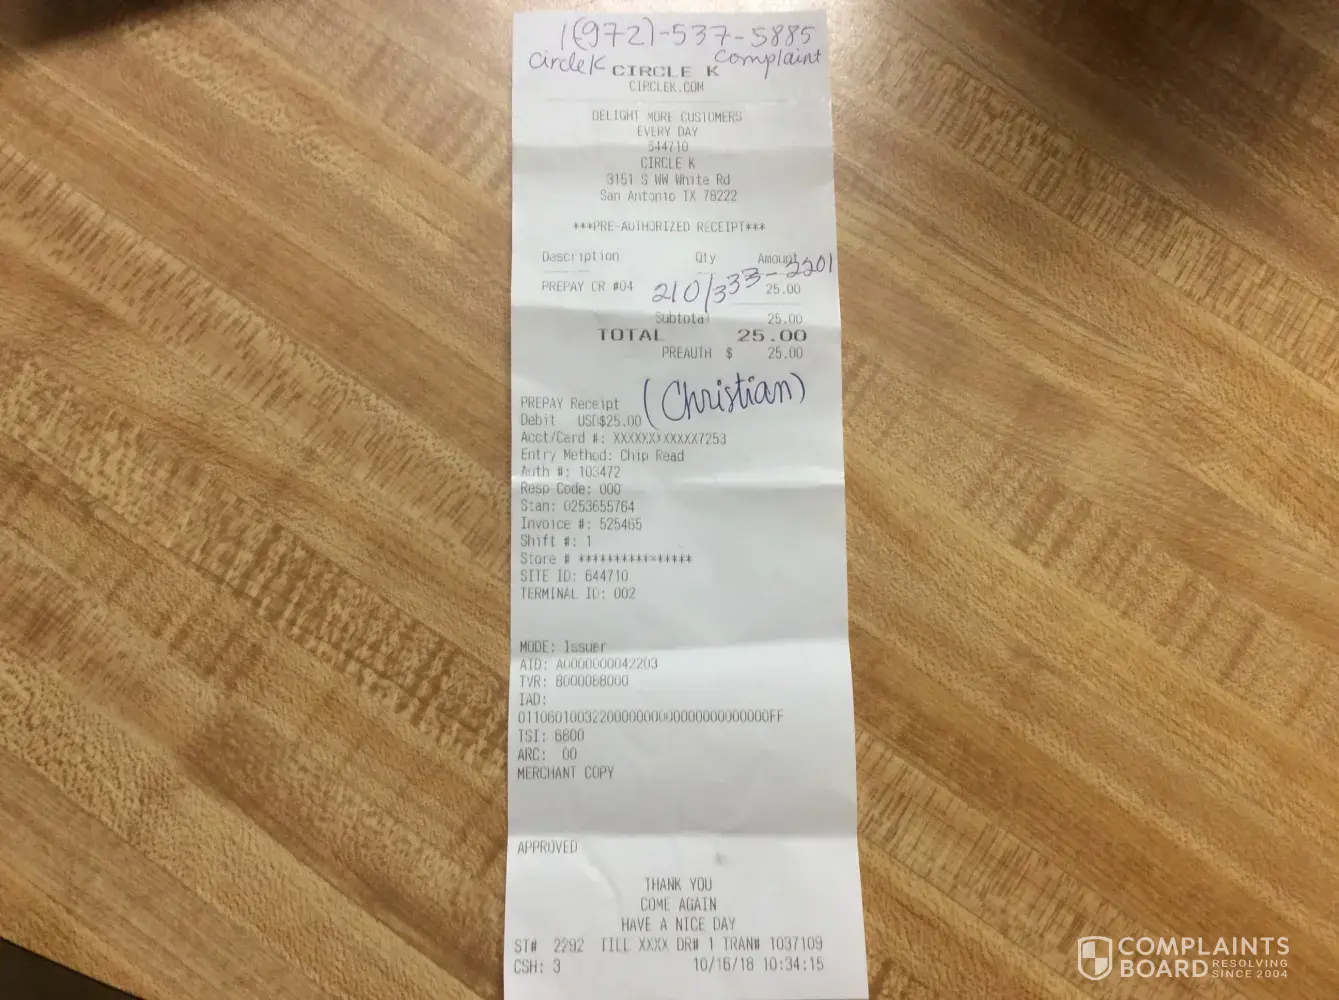 1(972)-537-5885
CircleK Complaint
CIRCLE K
CIRCLEK.COM
DELIGHT MORE CUSTOMERS
EVERY DAY
644710
CIRCLE K
3151 S WW White Rd
San Antonio TX 78222
***PRE-AUTHORIZED RECEIPT***
Description Qty Amount
210/333-2201
PREPAY CR #04 25.00
Subtotal 25.00
TOTAL 25.00
PREAUTH $ 25.00
(Christian)
PREPAY Receipt
Debit USD$25.00
Acct/Card #: XXXXXXXXXXXX7253
Entry Method: Chip Read
Auth #: 103472
Resp Code: 000
Stan: 0253655764
Invoice #: 525465
Shift #: 1
Store # ****************
SITE ID: 644710
TERMINAL ID: 002
MODE: Issuer
AID: A0000000042203
TVR: 8000088000
IAD:
TSI: 6800
ARC: 00
MERCHANT COPY
APPROVED
THANK YOU
COME AGAIN
HAVE A NICE DAY
ST# 2292 TILL XXXX DR# 1 TRAN# 1037109
CSH: 3 10/16/18 10:34:15
COMPLAINTS
BOARD RESOLVING
SINCE 2004